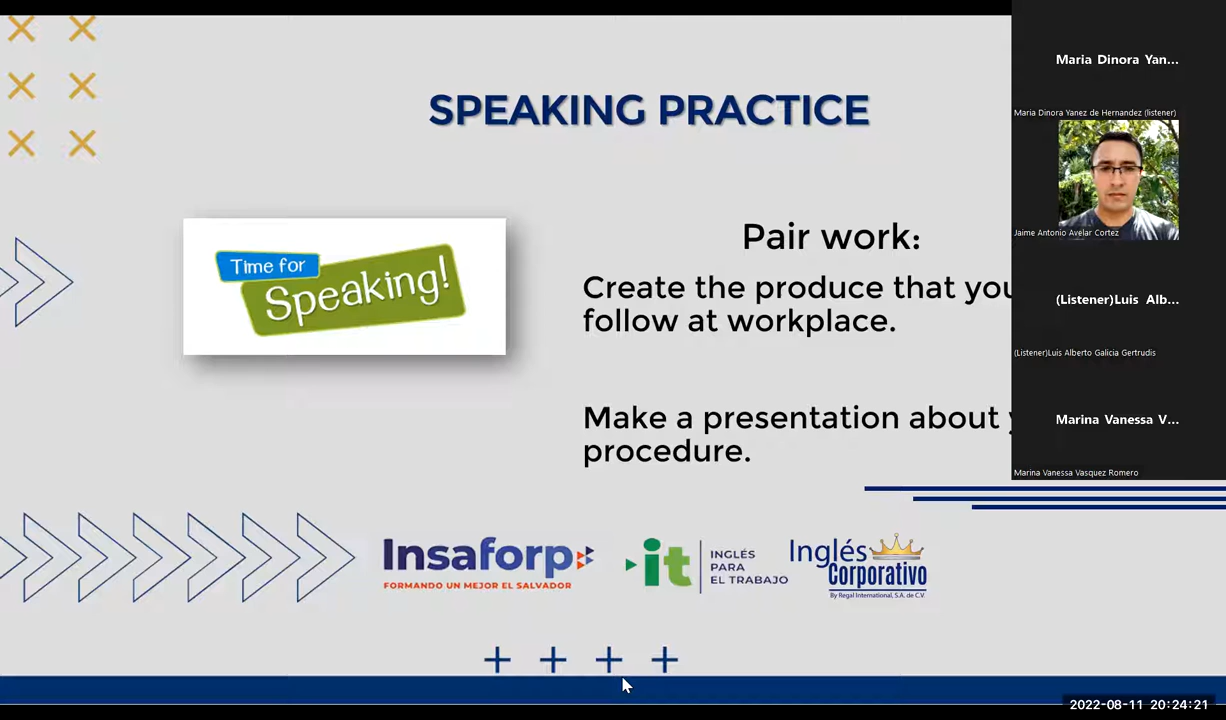 SPEAKING PRACTICE
Time for
Speaking!
Pair work:
Create the produce that you
follow at workplace.
Make a presentation about
procedure.
Insaforp
FORMANDO UN MEJOR EL SALVADOR
it
INGLÉS
PARA
EL TRABAJO
Inglés
Corporativo
By Regal International, S.A. de C.V.
Maria Dinora Yan...
Maria Dinora Yanez de Hernandez (listener)
Jaime Antonio Avelar Cortez
(Listener)Luis Alb...
(Listener)Luis Alberto Galicia Gertrudis
Marina Vanessa V...
Marina Vanessa Vasquez Romero
2022-08-11 20:24:21